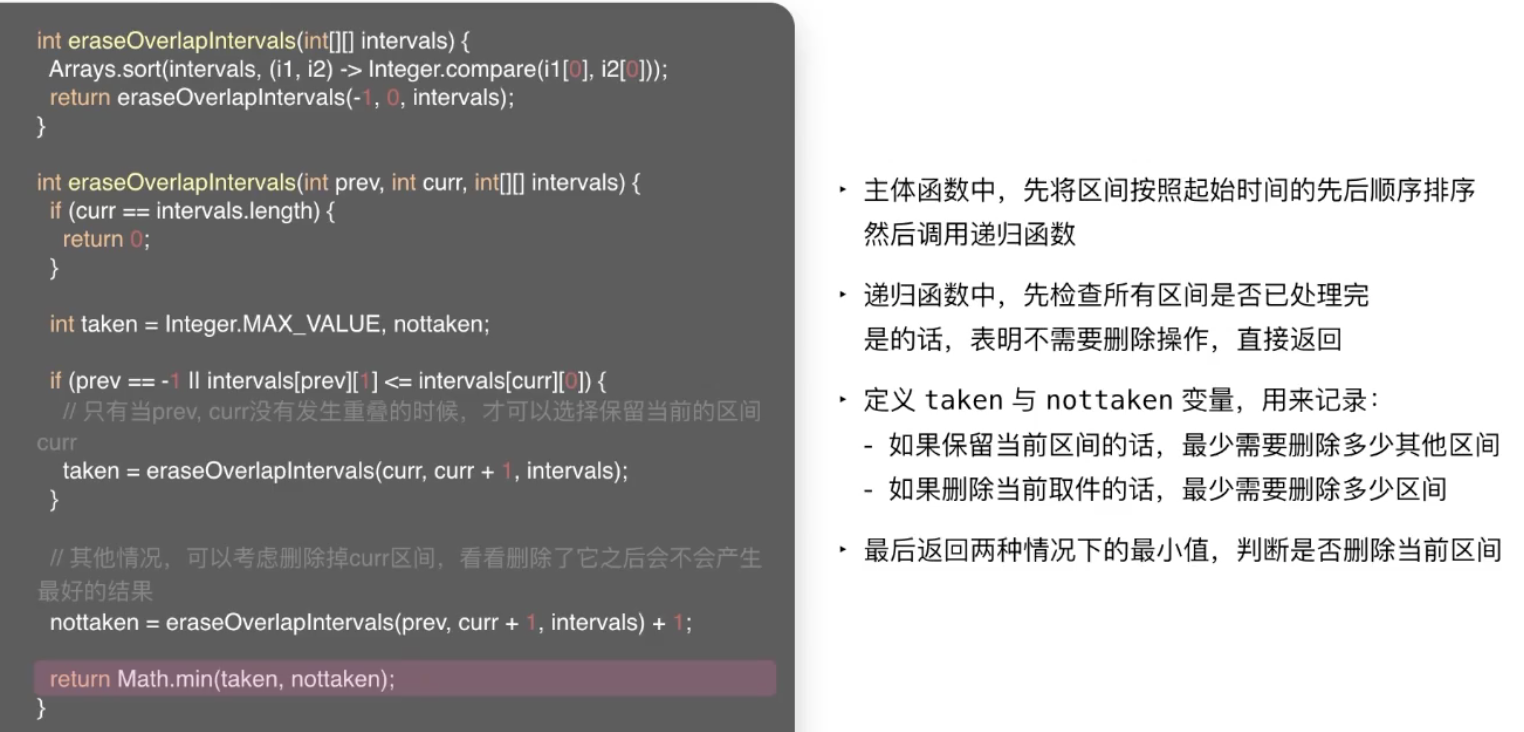 int eraseOverlapIntervals(int[][] intervals) {
Arrays.sort(intervals, (i1, i2) -> Integer.compare(i1[0], i2[0]));
return eraseOverlapIntervals(-1, 0, intervals);
}
int eraseOverlapIntervals(int prev, int curr, int[][] intervals) {
if (curr == intervals.length) {
return 0;
}
int taken = Integer.MAX_VALUE, nottaken;
if (prev == -1 || intervals[prev][1] <= intervals[curr][0]) {
// 只有当prev, curr没有发生重叠的时候，才可以选择保留当前的区间
curr
taken = eraseOverlapIntervals(curr, curr + 1, intervals);
}
// 其他情况，可以考虑删除掉curr区间，看看删除了它之后会不会产生
最好的结果
nottaken = eraseOverlapIntervals(prev, curr + 1, intervals) + 1;
return Math.min(taken, nottaken);
}
‣ 主体函数中，先将区间按照起始时间的先后顺序排序
然后调用递归函数
‣ 递归函数中，先检查所有区间是否已处理完
是的话，表明不需要删除操作，直接返回
‣ 定义 taken 与 nottaken 变量，用来记录：
- 如果保留当前区间的话，最少需要删除多少其他区间
- 如果删除当前取件的话，最少需要删除多少区间
‣ 最后返回两种情况下的最小值，判断是否删除当前区间